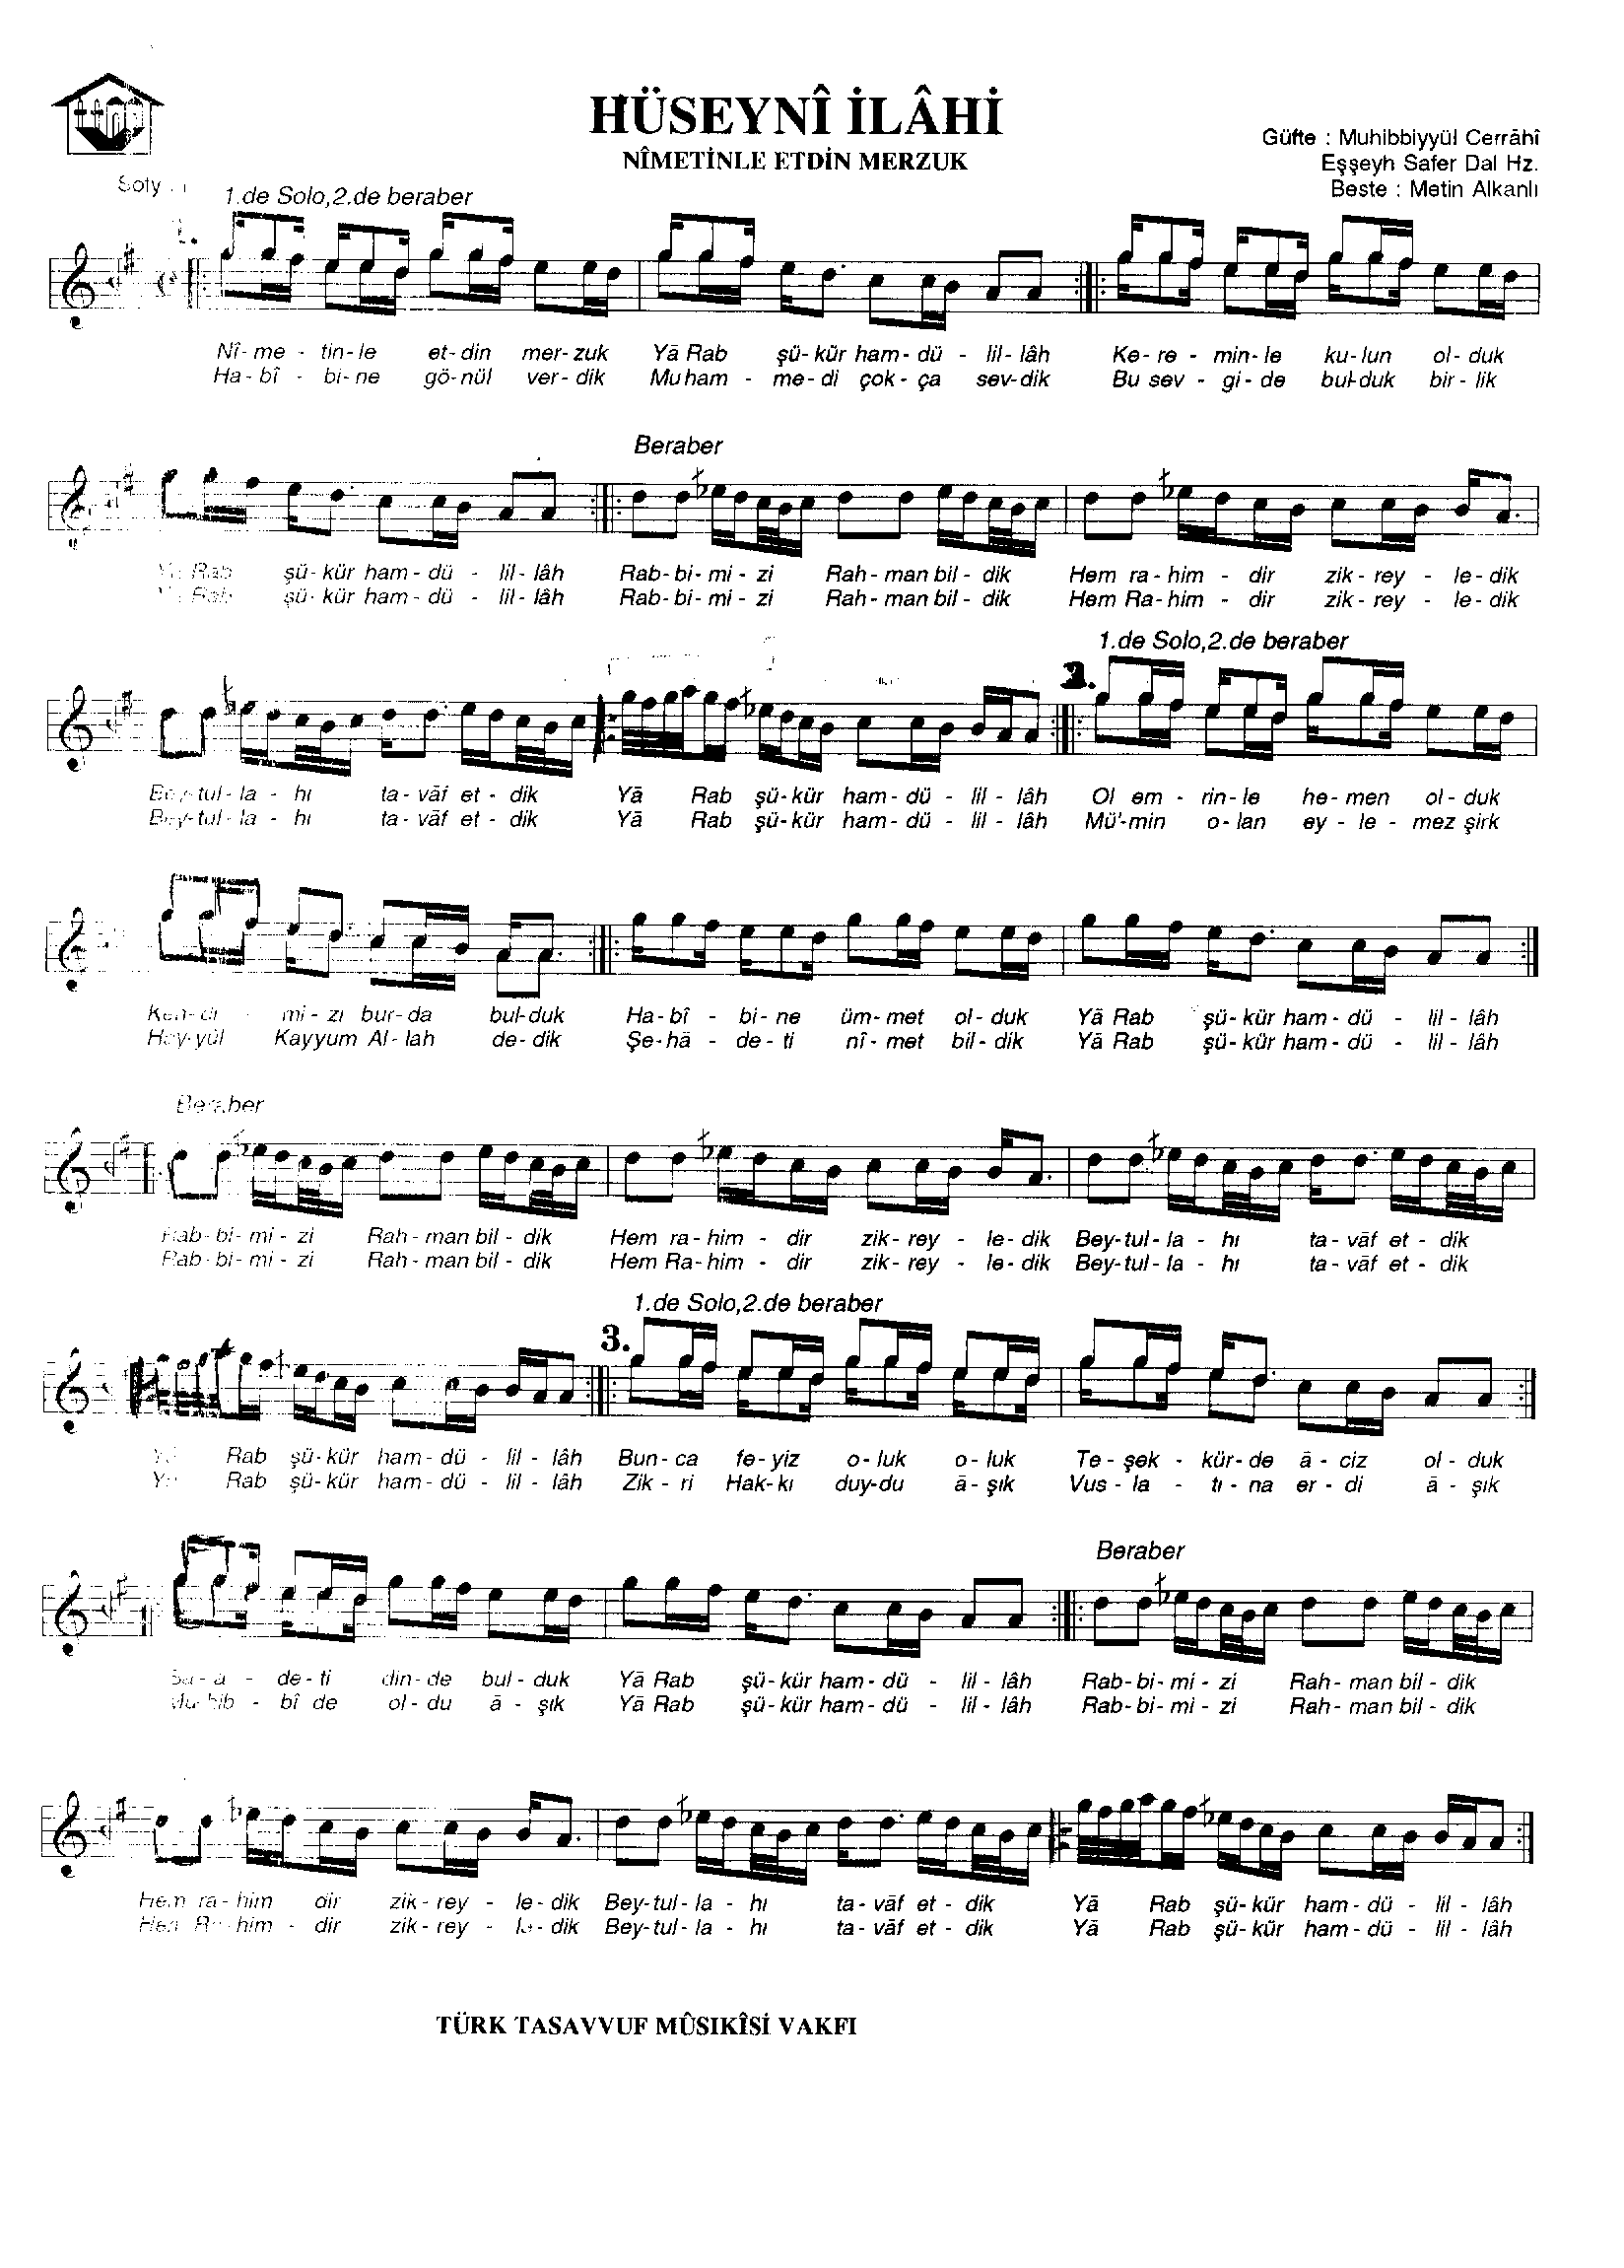 HÜSEYNÎ İLÂHİ
NÎMETİNLE ETDİN MERZUK
Güfte : Muhibbiyyül Cerrâhî
Eşşeyh Safer Dal Hz.
Beste : Metin Alkanlı
1.de Solo,2.de beraber
Nî- me - tin- le et- din mer- zuk Yā Rab şü- kür ham- dü - lil- lâh Ke- re - min- le ku- lun ol- duk
Ha- bî - bi- ne gö- nül ver- dik Muham - me- di çok- ça sev- dik Bu sev - gi- de bul- duk bir- lik
Beraber
Rab şü- kür ham- dü - lil- lâh Rab- bi- mi - zi Rah- man bil - dik Hem ra- him - dir zik- rey - le- dik
Rab şü- kür ham- dü - lil- lâh Rab- bi- mi - zi Rah- man bil - dik Hem Ra- him - dir zik- rey - le- dik
1.de Solo,2.de beraber
2.
Bey- tul- la - hı ta- vāf et - dik Yā Rab şü- kür ham- dü - lil - lâh Ol em - rin- le he- men ol - duk
Bey- tul- la - hı ta- vāf et - dik Yā Rab şü- kür ham- dü - lil - lâh Mü'- min o- lan ey - le - mez şirk
Ken- di - mi - zi bur- da bul- duk Ha- bî - bi - ne üm- met ol - duk Yā Rab şü- kür ham- dü - lil - lâh
Hay- yül Kayyum Al- lah de- dik Şe- hā - de - ti nî - met bil- dik Yā Rab şü- kür ham- dü - lil - lâh
Beraber
Rab- bi- mi - zi Rah- man bil - dik Hem ra- him - dir zik- rey - le- dik Bey- tul- la - hı ta- vāf et - dik
Rab- bi- mi - zi Rah- man bil - dik Hem Ra- him - dir zik- rey - le- dik Bey- tul- la - hı ta- vāf et - dik
1.de Solo,2.de beraber
3.
Rab şü- kür ham- dü - lil - lâh Bun- ca fe- yiz o- luk o- luk Te- şek - kür- de ā - ciz ol - duk
Rab şü- kür ham- dü - lil - lâh Zik - ri Hak- kı duy- du ā- şık Vus- la - tı - na er - di ā - şık
Sa- a - de- ti din- de bul- duk Yā Rab şü- kür ham- dü - lil - lâh Rab- bi- mi - zi Rah- man bil - dik
Mu- hib - bî de ol- du ā - şık Yā Rab şü- kür ham- dü - lil - lâh Rab- bi- mi - zi Rah- man bil - dik
Beraber
Hem ra- him dir zik- rey - le- dik Bey- tul- la - hı ta- vāf et - dik Yā Rab şü- kür ham- dü - lil - lâh
Hem Ra- him - dir zik- rey - le- dik Bey- tul- la - hı ta- vāf et - dik Yā Rab şü- kür ham- dü - lil - lâh
TÜRK TASAVVUF MÛSIKÎSİ VAKFI